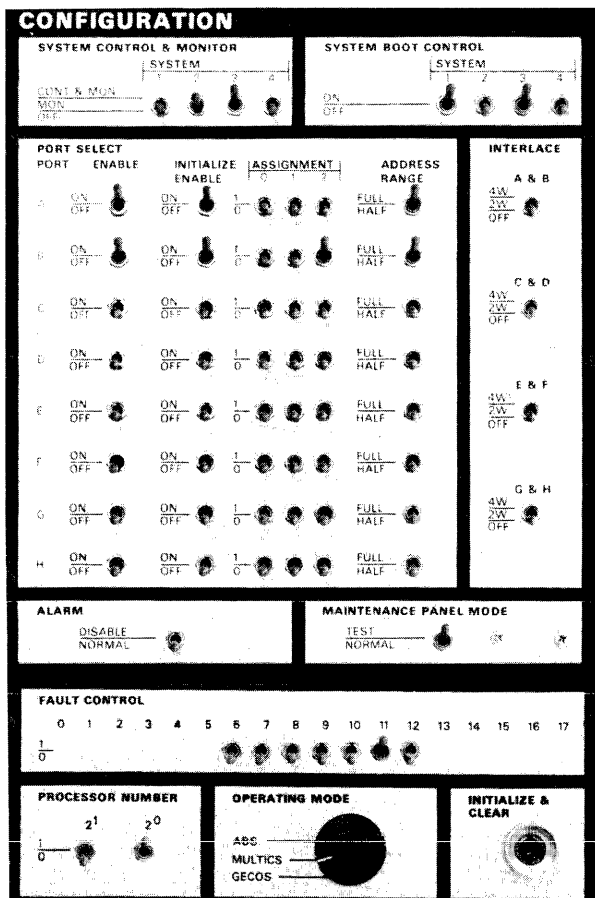 CONFIGURATION
SYSTEM CONTROL & MONITOR
SYSTEM
1 2 3 4
CONT & MON
MON
OFF
SYSTEM BOOT CONTROL
SYSTEM
1 2 3 4
ON
OFF
PORT SELECT
PORT ENABLE INITIALIZE ENABLE ASSIGNMENT ADDRESS RANGE
0 1 2
A ON OFF ON OFF 1 0 FULL HALF
B ON OFF ON OFF 1 0 FULL HALF
C ON OFF ON OFF 1 0 FULL HALF
D ON OFF ON OFF 1 0 FULL HALF
E ON OFF ON OFF 1 0 FULL HALF
F ON OFF ON OFF 1 0 FULL HALF
G ON OFF ON OFF 1 0 FULL HALF
H ON OFF ON OFF 1 0 FULL HALF
INTERLACE
A & B
4W
2W
OFF
C & D
4W
2W
OFF
E & F
4W
2W
OFF
G & H
4W
2W
OFF
ALARM
DISABLE
NORMAL
MAINTENANCE PANEL MODE
TEST
NORMAL
FAULT CONTROL
0 1 2 3 4 5 6 7 8 9 10 11 12 13 14 15 16 17
1
0
PROCESSOR NUMBER
2¹ 2⁰
1
0
OPERATING MODE
ABS
MULTICS
GECOS
INITIALIZE &
CLEAR